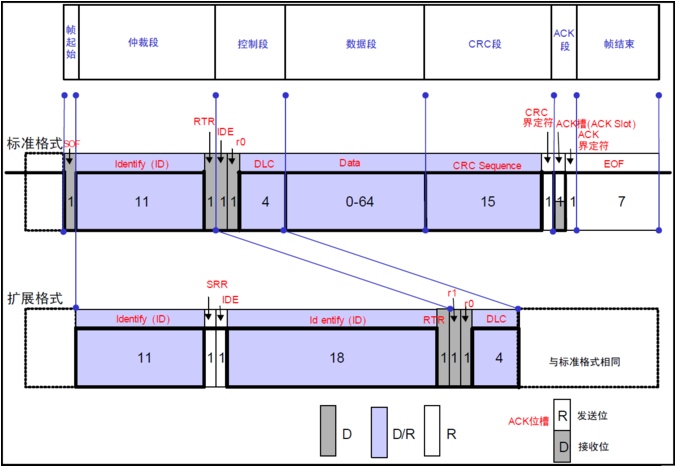 帧起始
仲裁段
控制段
数据段
CRC段
ACK段
帧结束
标准格式
SOF
RTR
IDE
r0
CRC
界定符
ACK槽(ACK Slot)
ACK
界定符
Identify（ID）
DLC
Data
CRC Sequence
EOF
1
11
1
1
1
4
0-64
15
1
1
1
7
扩展格式
SRR
IDE
r1
r0
Identify（ID）
Id entify（ID）
RTR
DLC
11
1
1
18
1
1
1
4
与标准格式相同
D
D/R
R
ACK位槽
R 发送位
D 接收位